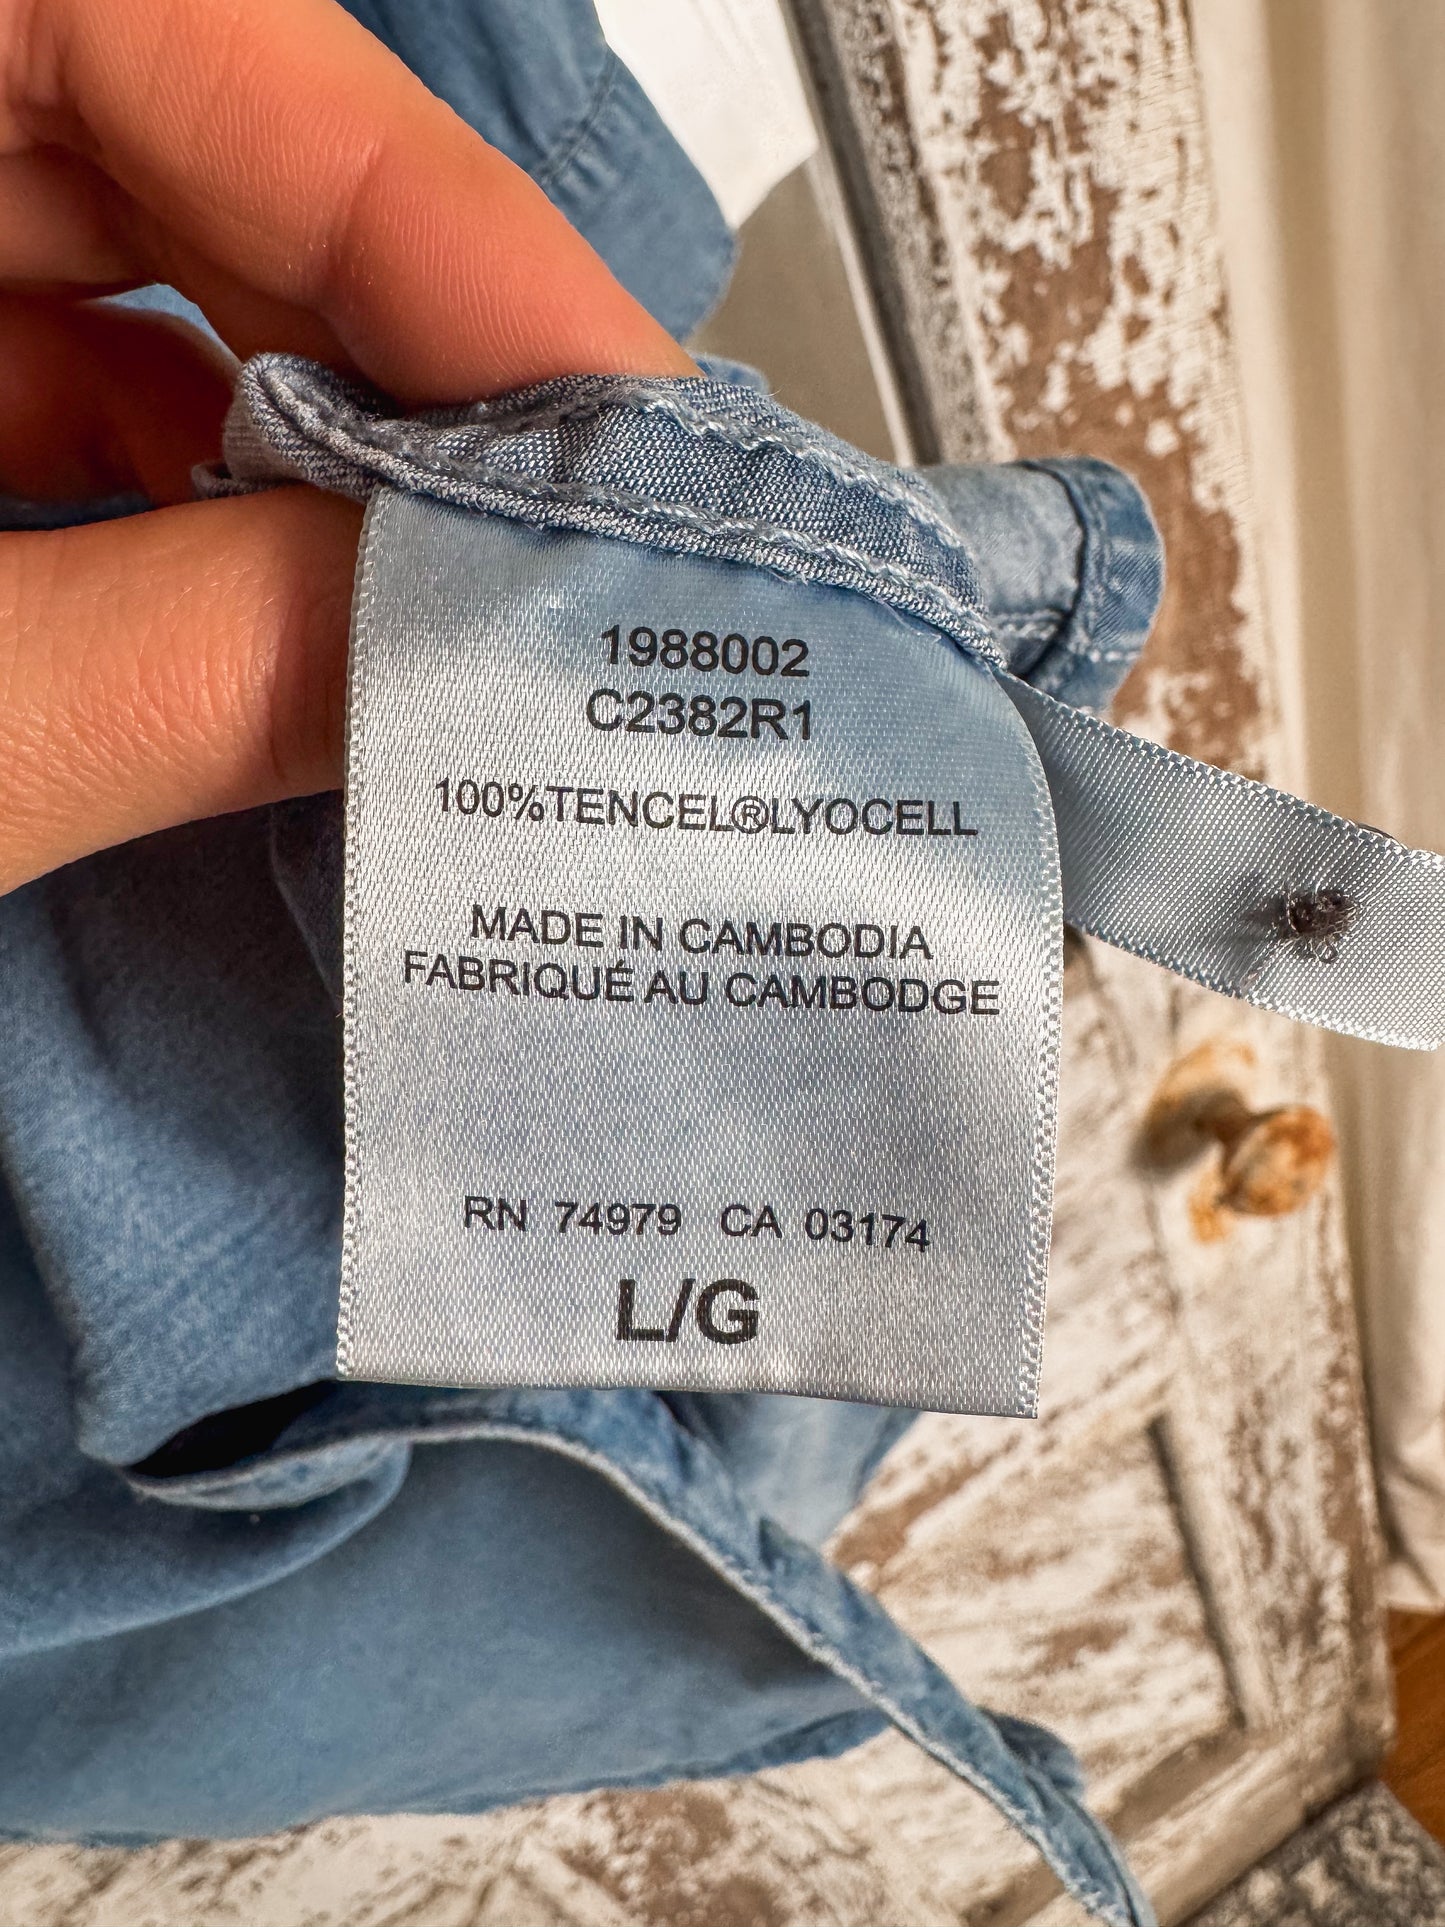 1988002
C2382R1
100%TENCEL®LYOCELL
MADE IN CAMBODIA
FABRIQUÉ AU CAMBODGE
RN 74979 CA 03174
L/G